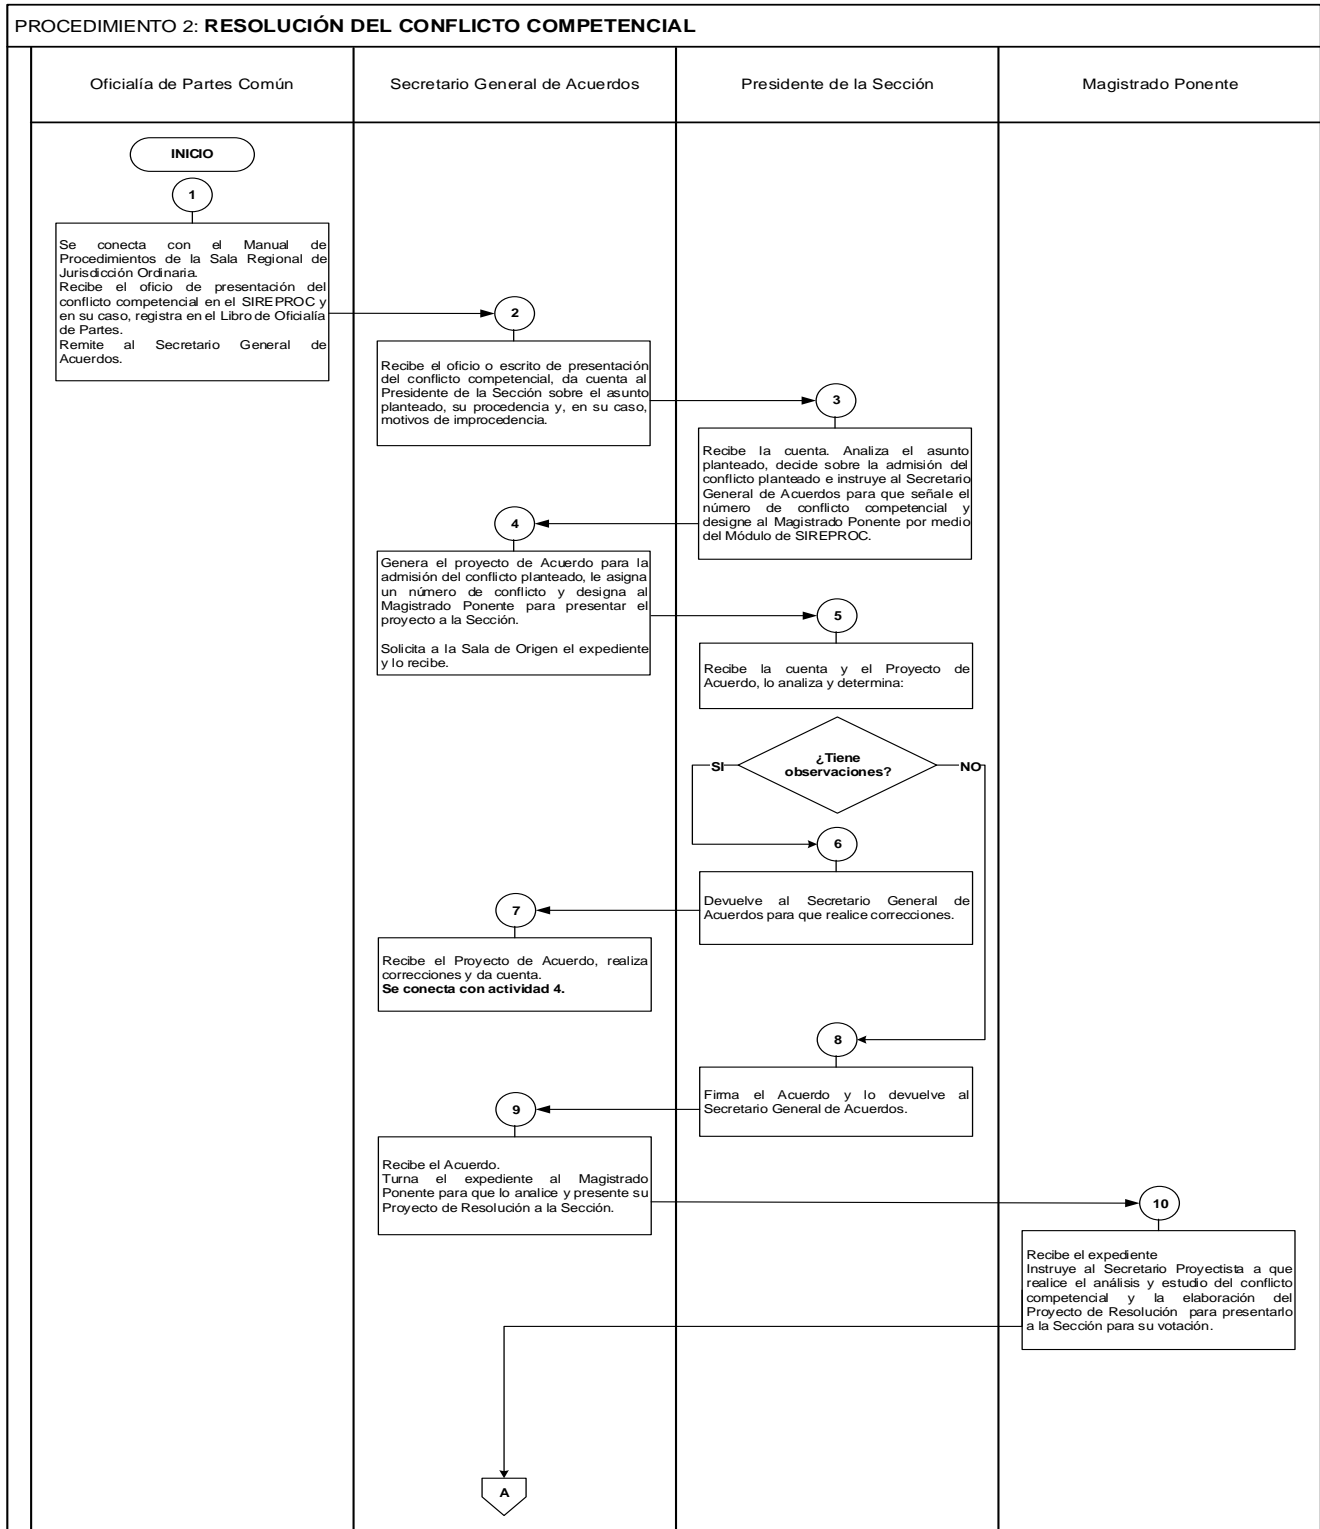 PROCEDIMIENTO 2: RESOLUCIÓN DEL CONFLICTO COMPETENCIAL
Oficialía de Partes Común
Secretario General de Acuerdos
Presidente de la Sección
Magistrado Ponente
INICIO
1
Se conecta con el Manual de
Procedimientos de la Sala Regional de
Jurisdicción Ordinaria.
Recibe el oficio de presentación del
conflicto competencial en el SIREPROC y
en su caso, registra en el Libro de Oficialía
de Partes.
Remite al Secretario General de
Acuerdos.
2
Recibe el oficio o escrito de presentación
del conflicto competencial, da cuenta al
Presidente de la Sección sobre el asunto
planteado, su procedencia y, en su caso,
motivos de improcedencia.
3
Recibe la cuenta. Analiza el asunto
planteado, decide sobre la admisión del
conflicto planteado e instruye al Secretario
General de Acuerdos para que señale el
número de conflicto competencial y
designe al Magistrado Ponente por medio
del Módulo de SIREPROC.
4
Genera el proyecto de Acuerdo para la
admisión del conflicto planteado, le asigna
un número de conflicto y designa al
Magistrado Ponente para presentar el
proyecto a la Sección.
Solicita a la Sala de Origen el expediente
y lo recibe.
5
Recibe la cuenta y el Proyecto de
Acuerdo, lo analiza y determina:
¿Tiene
observaciones?
SI
NO
6
Devuelve al Secretario General de
Acuerdos para que realice correcciones.
7
Recibe el Proyecto de Acuerdo, realiza
correcciones y da cuenta.
Se conecta con actividad 4.
8
Firma el Acuerdo y lo devuelve al
Secretario General de Acuerdos.
9
Recibe el Acuerdo.
Turna el expediente al Magistrado
Ponente para que lo analice y presente su
Proyecto de Resolución a la Sección.
10
Recibe el expediente
Instruye al Secretario Proyectista a que
realice el análisis y estudio del conflicto
competencial y la elaboración del
Proyecto de Resolución para presentarlo
a la Sección para su votación.
A